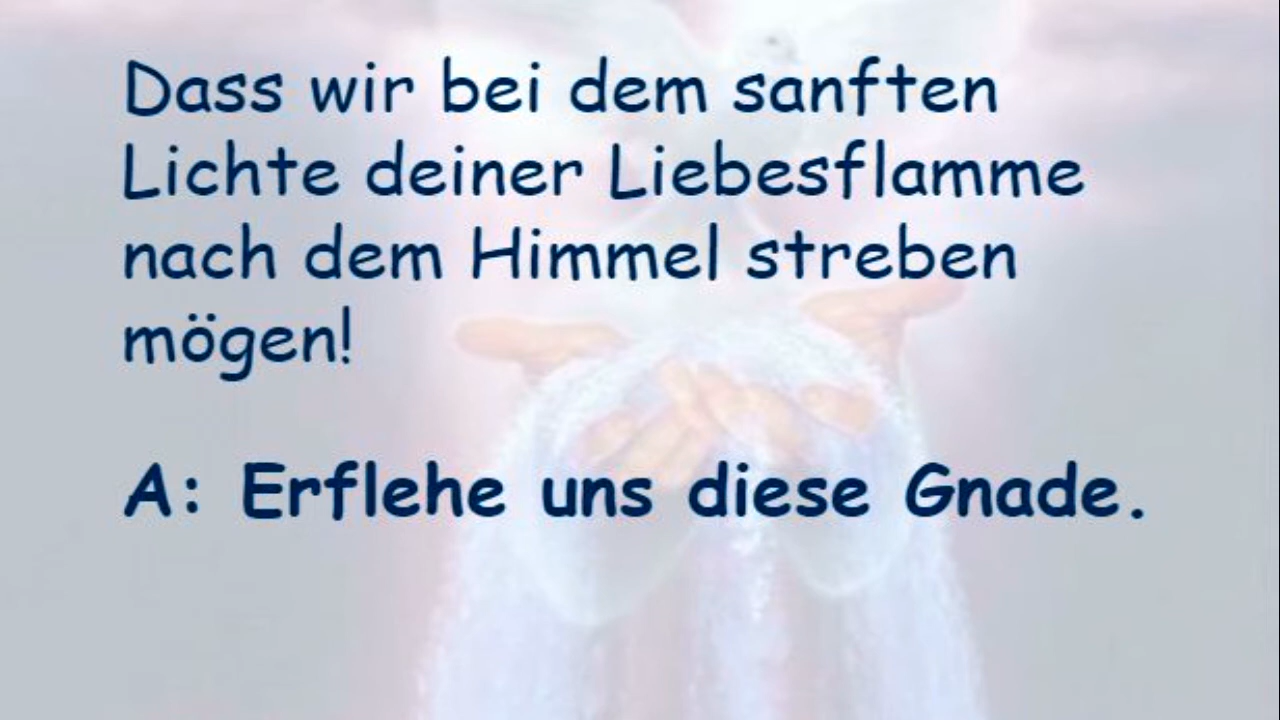 Dass wir bei dem sanften
Lichte deiner Liebesflamme
nach dem Himmel streben
mögen!
A: Erflehe uns diese Gnade.